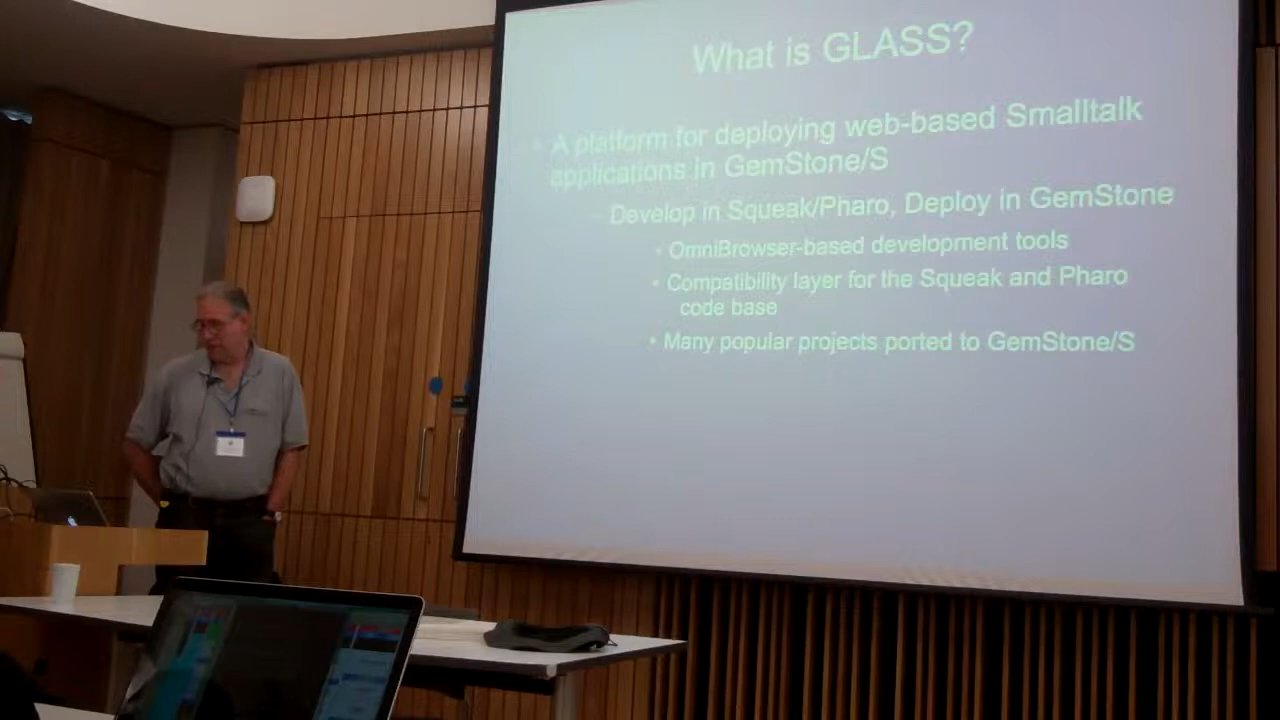 What is GLASS?
A platform for deploying web-based Smalltalk
applications in GemStone/S
Develop in Squeak/Pharo, Deploy in GemStone
OmniBrowser-based development tools
Compatibility layer for the Squeak and Pharo
code base
Many popular projects ported to GemStone/S